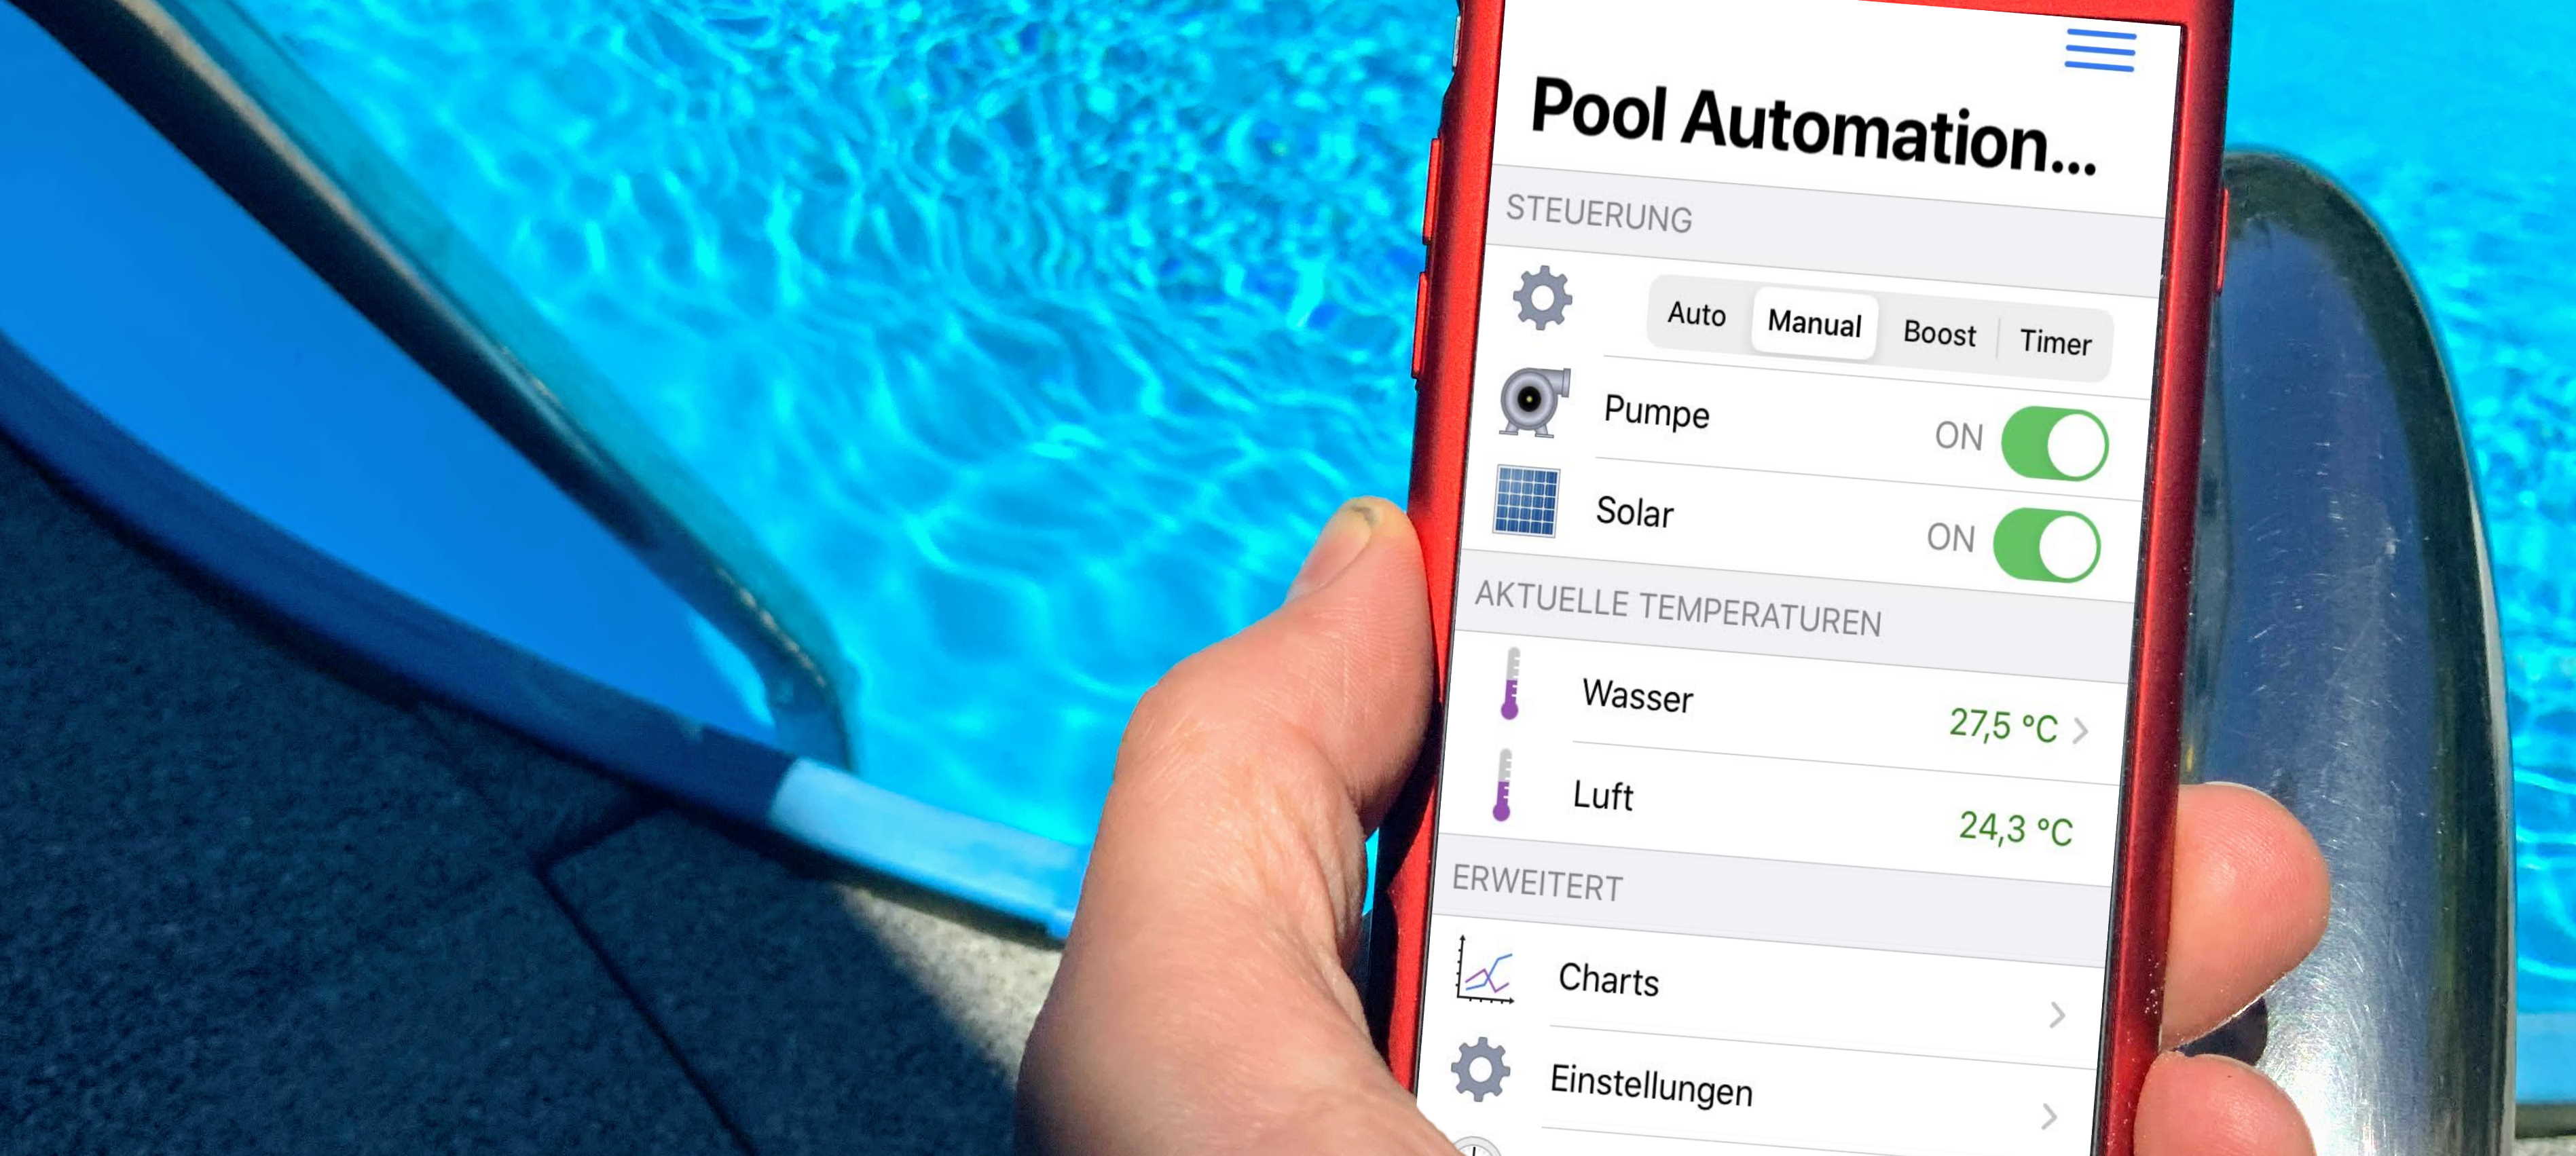 Pool Automation...
STEUERUNG
Auto Manual Boost Timer
Pumpe ON
Solar ON
AKTUELLE TEMPERATUREN
Wasser 27,5 °C
Luft 24,3 °C
ERWEITERT
Charts
Einstellungen